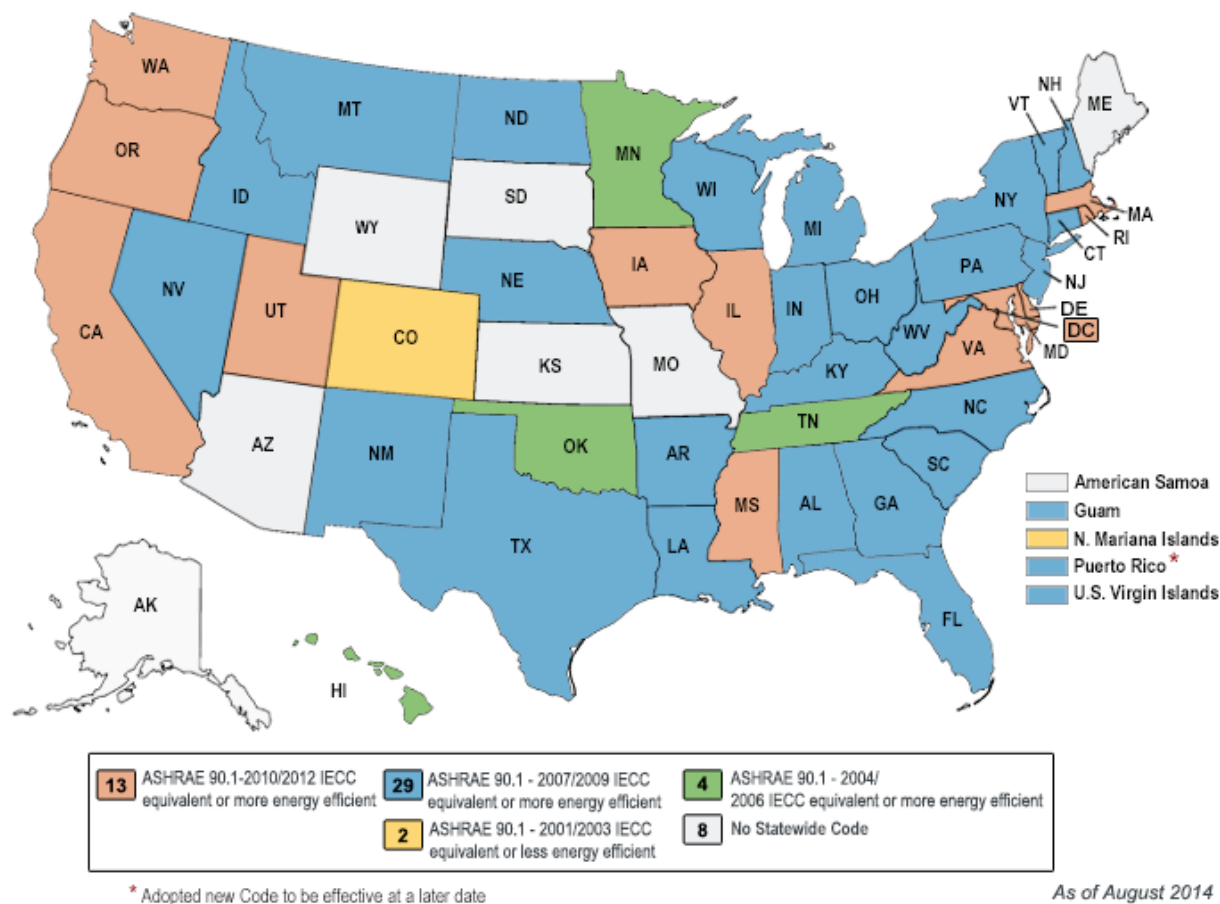 WA
MT
ND
MN
VT
NH
ME
OR
ID
SD
WI
MI
NY
MA
RI
CT
WY
IA
NE
PA
NJ
NV
UT
CO
IL
IN
OH
WV
DE
DC
MD
VA
CA
KS
MO
KY
NC
TN
AZ
NM
OK
AR
SC
MS
AL
GA
TX
LA
FL
AK
HI
American Samoa
Guam
N. Mariana Islands
Puerto Rico *
U.S. Virgin Islands
13 ASHRAE 90.1-2010/2012 IECC
equivalent or more energy efficient
29 ASHRAE 90.1 - 2007/2009 IECC
equivalent or more energy efficient
4 ASHRAE 90.1 - 2004/
2006 IECC equivalent or more energy efficient
2 ASHRAE 90.1 - 2001/2003 IECC
equivalent or less energy efficient
8 No Statewide Code
* Adopted new Code to be effective at a later date
As of August 2014